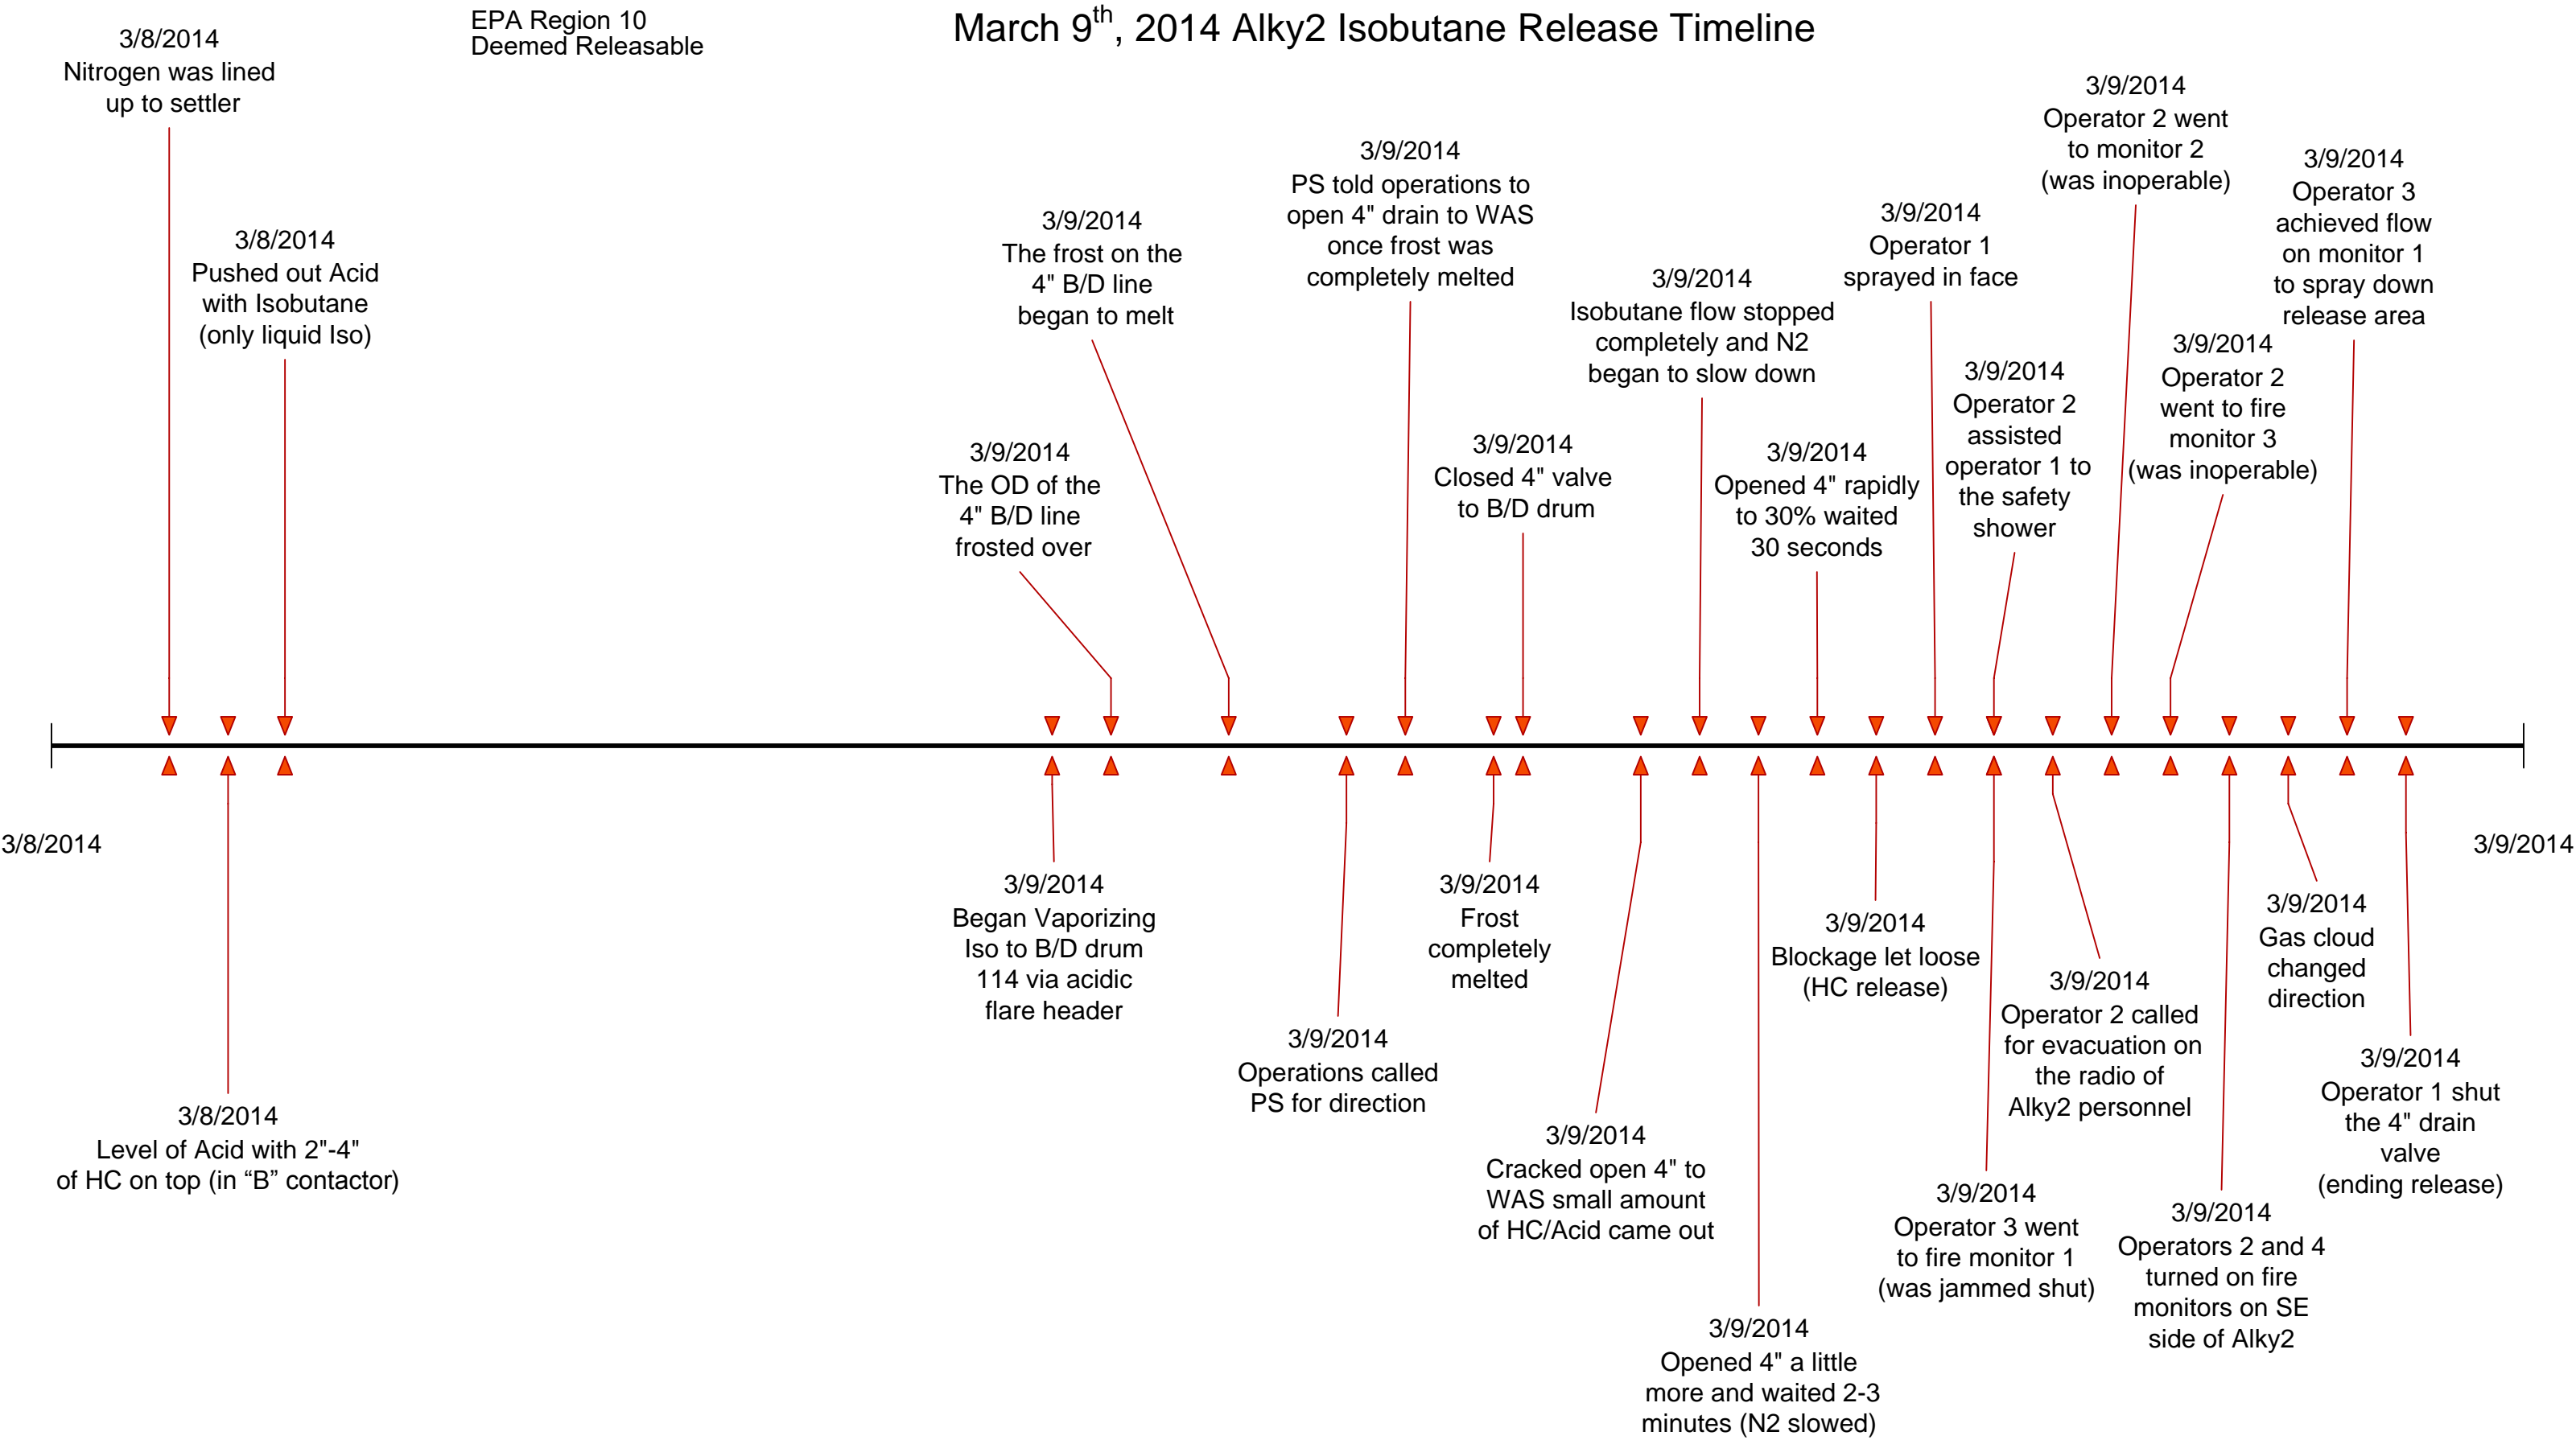 EPA Region 10
Deemed Releasable
March 9th, 2014 Alky2 Isobutane Release Timeline
3/8/2014
Nitrogen was lined
up to settler
3/8/2014
Pushed out Acid
with Isobutane
(only liquid Iso)
3/9/2014
The OD of the
4" B/D line
frosted over
3/9/2014
The frost on the
4" B/D line
began to melt
3/9/2014
PS told operations to
open 4" drain to WAS
once frost was
completely melted
3/9/2014
Closed 4" valve
to B/D drum
3/9/2014
Isobutane flow stopped
completely and N2
began to slow down
3/9/2014
Opened 4" rapidly
to 30% waited
30 seconds
3/9/2014
Operator 1
sprayed in face
3/9/2014
Operator 2
assisted
operator 1 to
the safety
shower
3/9/2014
Operator 2 went
to monitor 2
(was inoperable)
3/9/2014
Operator 2
went to fire
monitor 3
(was inoperable)
3/9/2014
Operator 3
achieved flow
on monitor 1
to spray down
release area
3/8/2014
3/9/2014
3/8/2014
Level of Acid with 2"-4"
of HC on top (in “B” contactor)
3/9/2014
Began Vaporizing
Iso to B/D drum
114 via acidic
flare header
3/9/2014
Operations called
PS for direction
3/9/2014
Frost
completely
melted
3/9/2014
Cracked open 4" to
WAS small amount
of HC/Acid came out
3/9/2014
Opened 4" a little
more and waited 2-3
minutes (N2 slowed)
3/9/2014
Blockage let loose
(HC release)
3/9/2014
Operator 3 went
to fire monitor 1
(was jammed shut)
3/9/2014
Operator 2 called
for evacuation on
the radio of
Alky2 personnel
3/9/2014
Operators 2 and 4
turned on fire
monitors on SE
side of Alky2
3/9/2014
Gas cloud
changed
direction
3/9/2014
Operator 1 shut
the 4" drain
valve
(ending release)